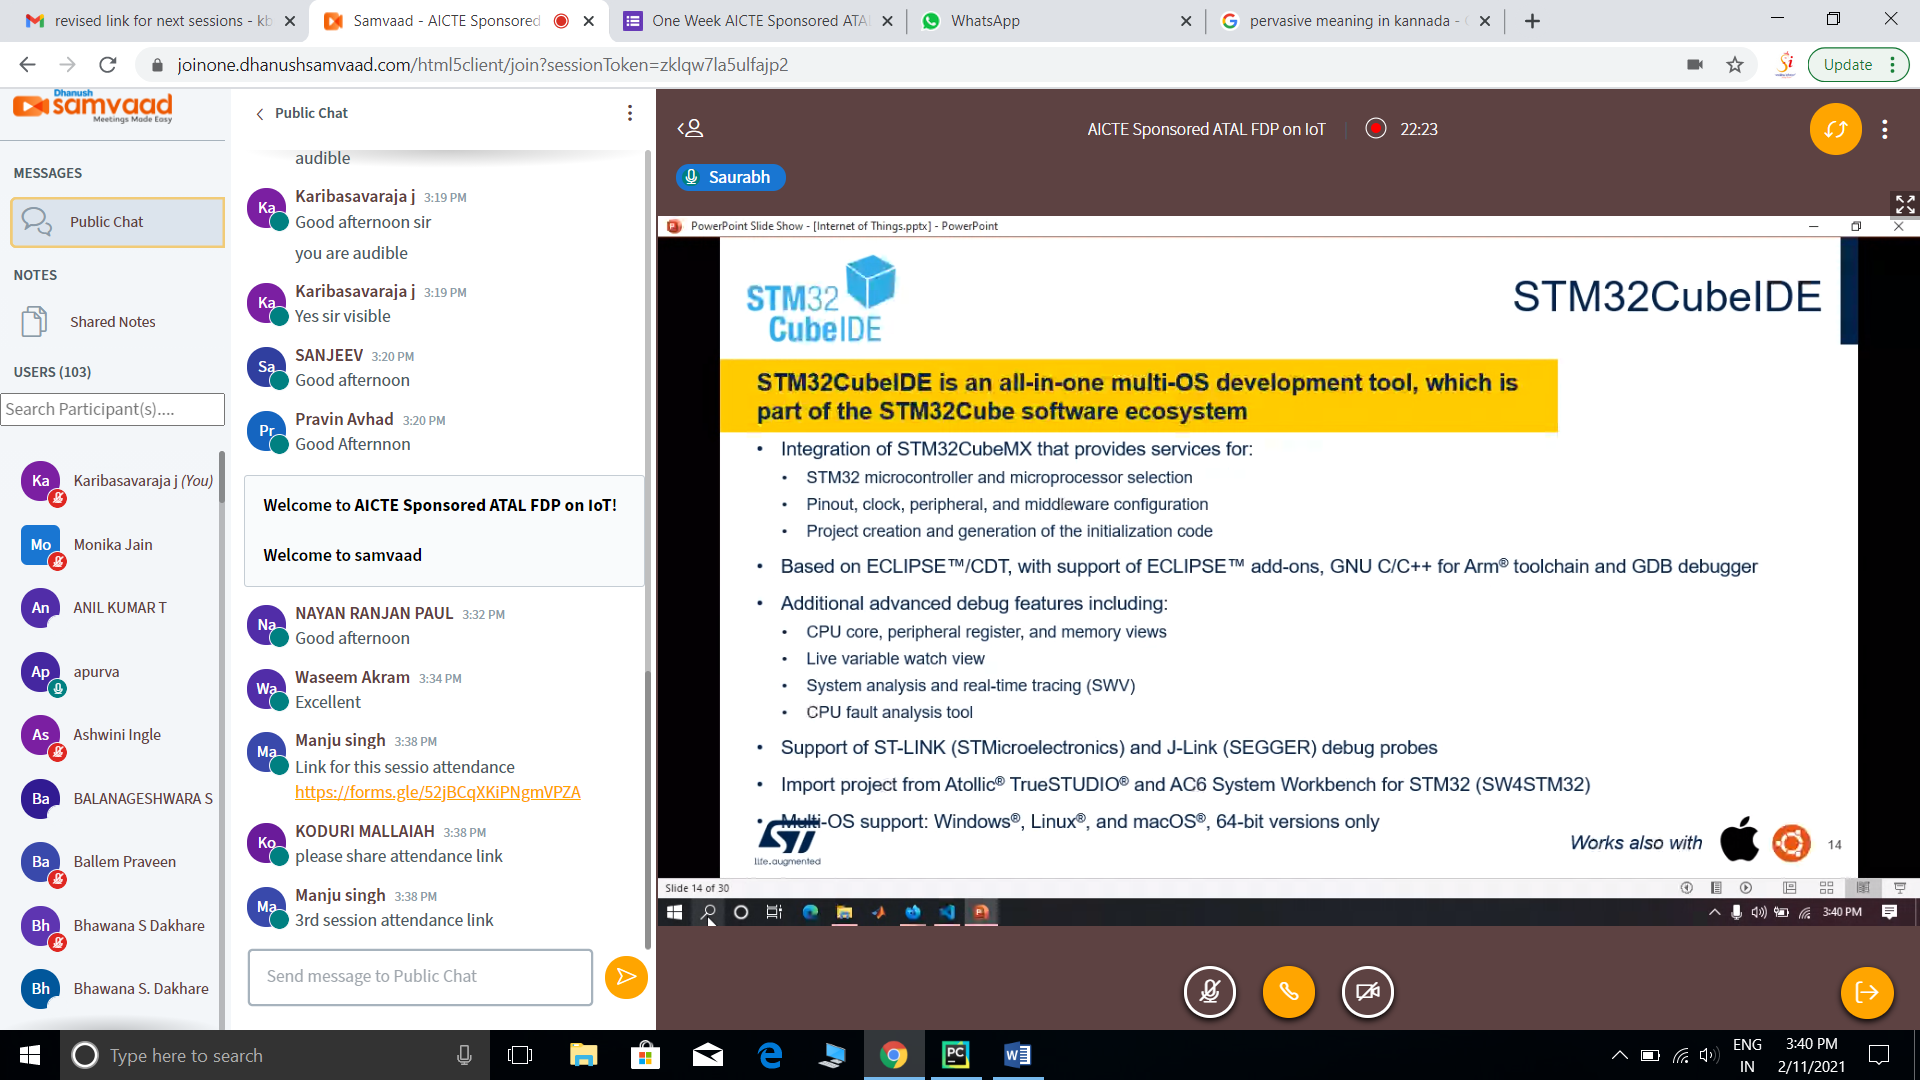 revised link for next sessions - kb
Samvaad - AICTE Sponsored
One Week AICTE Sponsored ATAL
WhatsApp
pervasive meaning in kannada -
joinone.dhanushsamvaad.com/html5client/join?sessionToken=zklqw7la5ulfajp2
Update
Dhanush
samvaad
Meetings Made Easy
MESSAGES
Public Chat
NOTES
Shared Notes
USERS (103)
Search Participant(s)....
Ka
Karibasavaraja j (You)
Mo
Monika Jain
An
ANIL KUMAR T
Ap
apurva
As
Ashwini Ingle
Ba
BALANAGESHWARA S
Ba
Ballem Praveen
Bh
Bhawana S Dakhare
Bh
Bhawana S. Dakhare
Public Chat
audible
Ka
Karibasavaraja j 3:19 PM
Good afternoon sir
you are audible
Ka
Karibasavaraja j 3:19 PM
Yes sir visible
Sa
SANJEEV 3:20 PM
Good afternoon
Pr
Pravin Avhad 3:20 PM
Good Afternnon
Welcome to AICTE Sponsored ATAL FDP on IoT!
Welcome to samvaad
Na
NAYAN RANJAN PAUL 3:32 PM
Good afternoon
Wa
Waseem Akram 3:34 PM
Excellent
Ma
Manju singh 3:38 PM
Link for this sessio attendance
https://forms.gle/52jBCqXKiPNgmVPZA
Ko
KODURI MALLAIAH 3:38 PM
please share attendance link
Ma
Manju singh 3:38 PM
3rd session attendance link
Send message to Public Chat
AICTE Sponsored ATAL FDP on IoT
22:23
Saurabh
PowerPoint Slide Show - [Internet of Things.pptx] - PowerPoint
STM32
CubeIDE
STM32CubeIDE
STM32CubeIDE is an all-in-one multi-OS development tool, which is
part of the STM32Cube software ecosystem
• Integration of STM32CubeMX that provides services for:
• STM32 microcontroller and microprocessor selection
• Pinout, clock, peripheral, and middleware configuration
• Project creation and generation of the initialization code
• Based on ECLIPSE™/CDT, with support of ECLIPSE™ add-ons, GNU C/C++ for Arm® toolchain and GDB debugger
• Additional advanced debug features including:
• CPU core, peripheral register, and memory views
• Live variable watch view
• System analysis and real-time tracing (SWV)
• CPU fault analysis tool
• Support of ST-LINK (STMicroelectronics) and J-Link (SEGGER) debug probes
• Import project from Atollic® TrueSTUDIO® and AC6 System Workbench for STM32 (SW4STM32)
• Multi-OS support: Windows®, Linux®, and macOS®, 64-bit versions only
ST
life.augmented
Works also with
14
Slide 14 of 30
3:40 PM
Type here to search
PC
W
ENG
IN
3:40 PM
2/11/2021